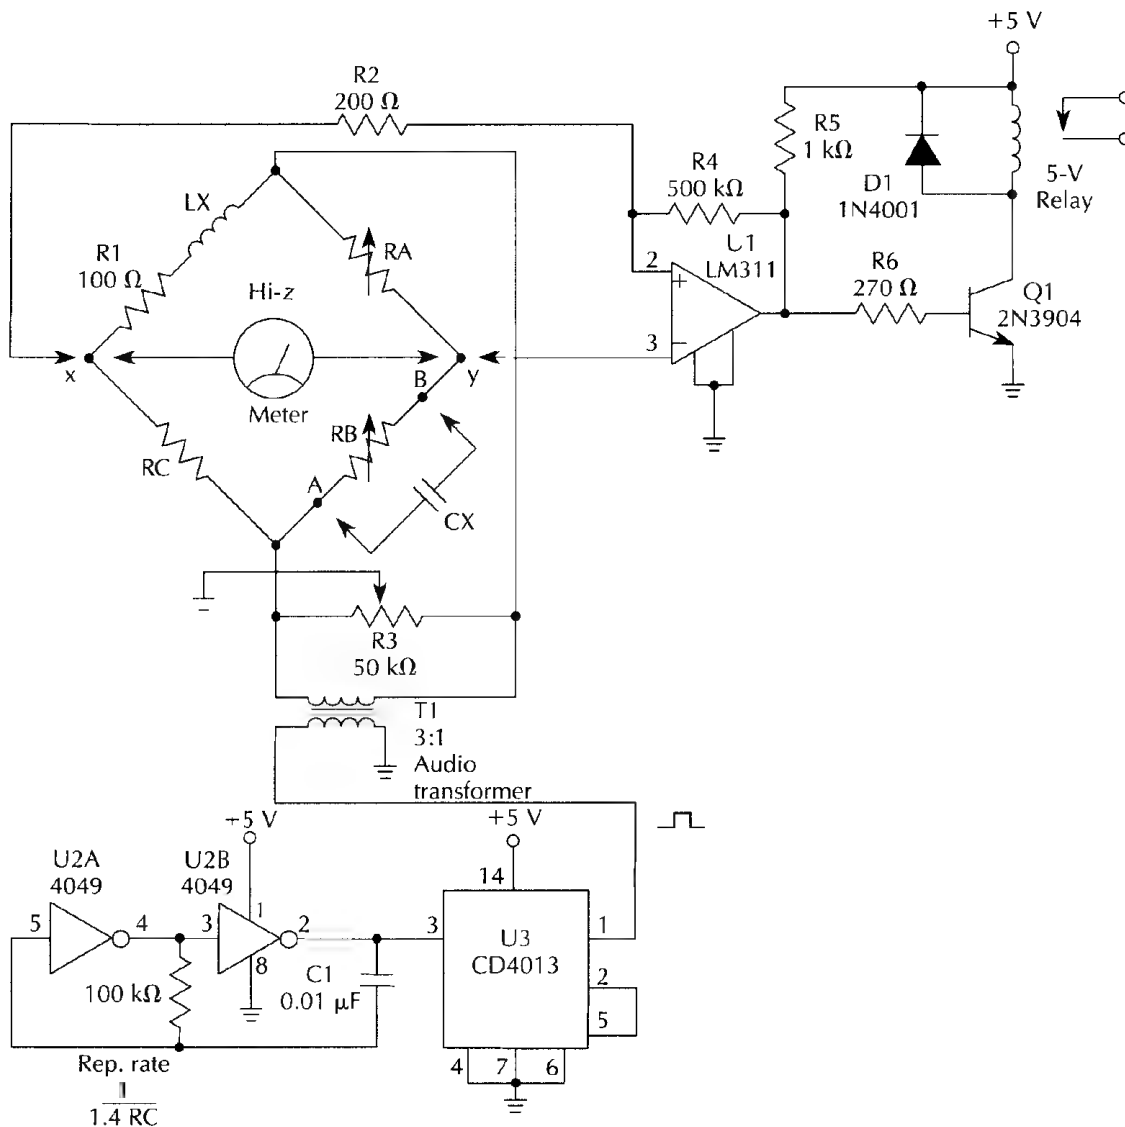 +5 V
R2
200 Ω
R5
1 kΩ
D1
1N4001
5-V
Relay
R4
500 kΩ
LX
R1
100 Ω
RA
U1
LM311
2
+
3
−
R6
270 Ω
Q1
2N3904
Hi-z
Meter
x
y
B
RB
RC
A
CX
R3
50 kΩ
T1
3:1
Audio
transformer
+5 V
+5 V
U2A
4049
U2B
4049
14
5
4
3
1
2
8
3
U3
CD4013
1
2
5
100 kΩ
C1
0.01 µF
4
7
6
Rep. rate
1
1.4 RC